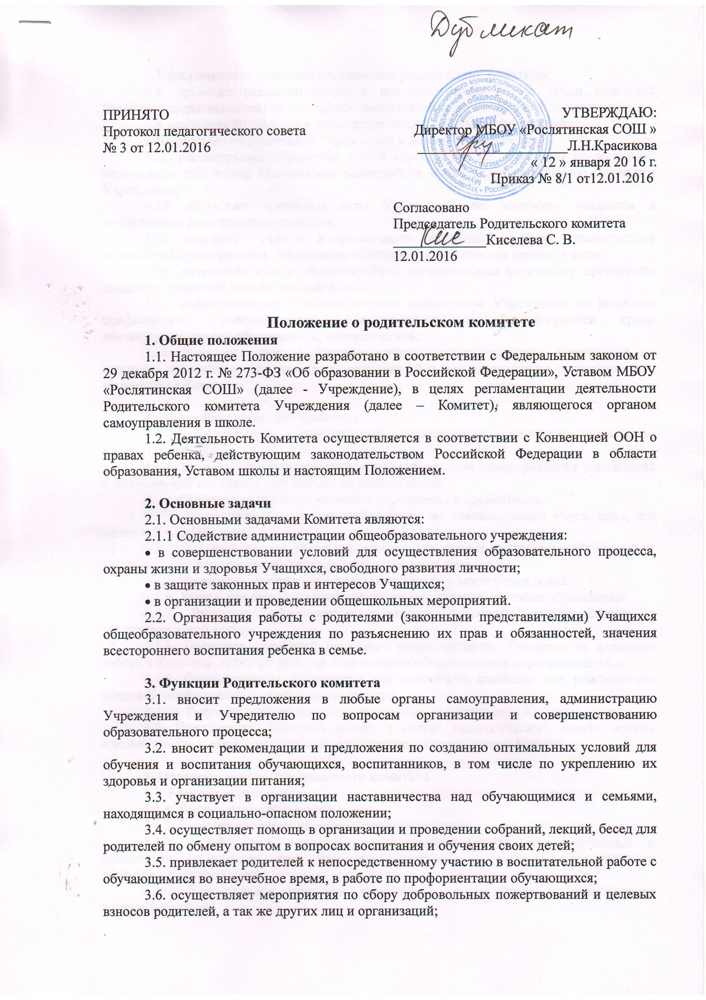 Дубликат
ПРИНЯТО
УТВЕРЖДАЮ:
Протокол педагогического совета
Директор МБОУ «Рослятинская СОШ »
№ 3 от 12.01.2016
Л.Н.Красикова
« 12 » января 20 16 г.
Приказ № 8/1 от12.01.2016
МБОУ
"РОСЛЯТИНСКАЯ
СОШ"
ИНН 3502002670
Согласовано
Председатель Родительского комитета
Киселева С. В.
12.01.2016
Положение о родительском комитете
1. Общие положения
1.1. Настоящее Положение разработано в соответствии с Федеральным законом от
29 декабря 2012 г. № 273-ФЗ «Об образовании в Российской Федерации», Уставом МБОУ
«Рослятинская СОШ» (далее - Учреждение), в целях регламентации деятельности
Родительского комитета Учреждения (далее – Комитет), являющегося органом
самоуправления в школе.
1.2. Деятельность Комитета осуществляется в соответствии с Конвенцией ООН о
правах ребенка, действующим законодательством Российской Федерации в области
образования, Уставом школы и настоящим Положением.
2. Основные задачи
2.1. Основными задачами Комитета являются:
2.1.1 Содействие администрации общеобразовательного учреждения:
• в совершенствовании условий для осуществления образовательного процесса,
охраны жизни и здоровья Учащихся, свободного развития личности;
• в защите законных прав и интересов Учащихся;
• в организации и проведении общешкольных мероприятий.
2.2. Организация работы с родителями (законными представителями) Учащихся
общеобразовательного учреждения по разъяснению их прав и обязанностей, значения
всестороннего воспитания ребенка в семье.
3. Функции Родительского комитета
3.1. вносит предложения в любые органы самоуправления, администрацию
Учреждения и Учредителю по вопросам организации и совершенствованию
образовательного процесса;
3.2. вносит рекомендации и предложения по созданию оптимальных условий для
обучения и воспитания обучающихся, воспитанников, в том числе по укреплению их
здоровья и организации питания;
3.3. участвует в организации наставничества над обучающимися и семьями,
находящимся в социально-опасном положении;
3.4. осуществляет помощь в организации и проведении собраний, лекций, бесед для
родителей по обмену опытом в вопросах воспитания и обучения своих детей;
3.5. привлекает родителей к непосредственному участию в воспитательной работе с
обучающимися во внеучебное время, в работе по профориентации обучающихся;
3.6. осуществляет мероприятия по сбору добровольных пожертвований и целевых
взносов родителей, а так же других лиц и организаций;